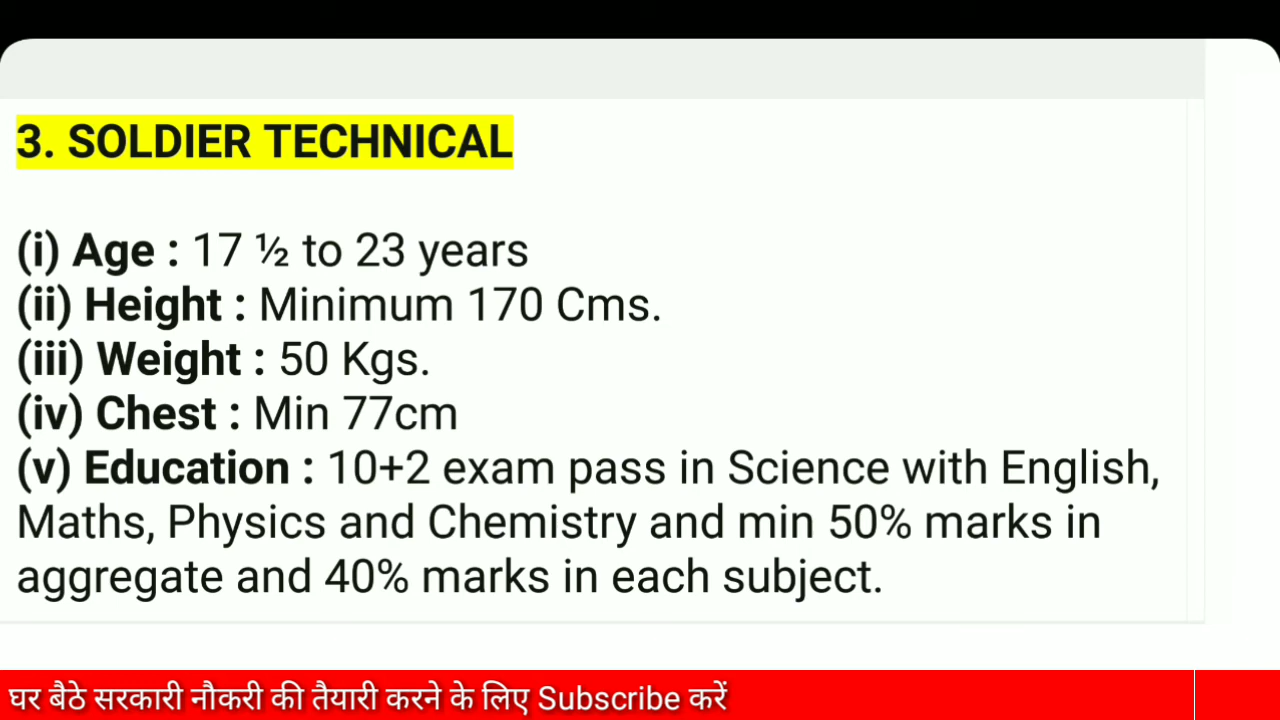 3. SOLDIER TECHNICAL
(i) Age : 17 ½ to 23 years
(ii) Height : Minimum 170 Cms.
(iii) Weight : 50 Kgs.
(iv) Chest : Min 77cm
(v) Education : 10+2 exam pass in Science with English,
Maths, Physics and Chemistry and min 50% marks in
aggregate and 40% marks in each subject.
घर बैठे सरकारी नौकरी की तैयारी करने के लिए Subscribe करें